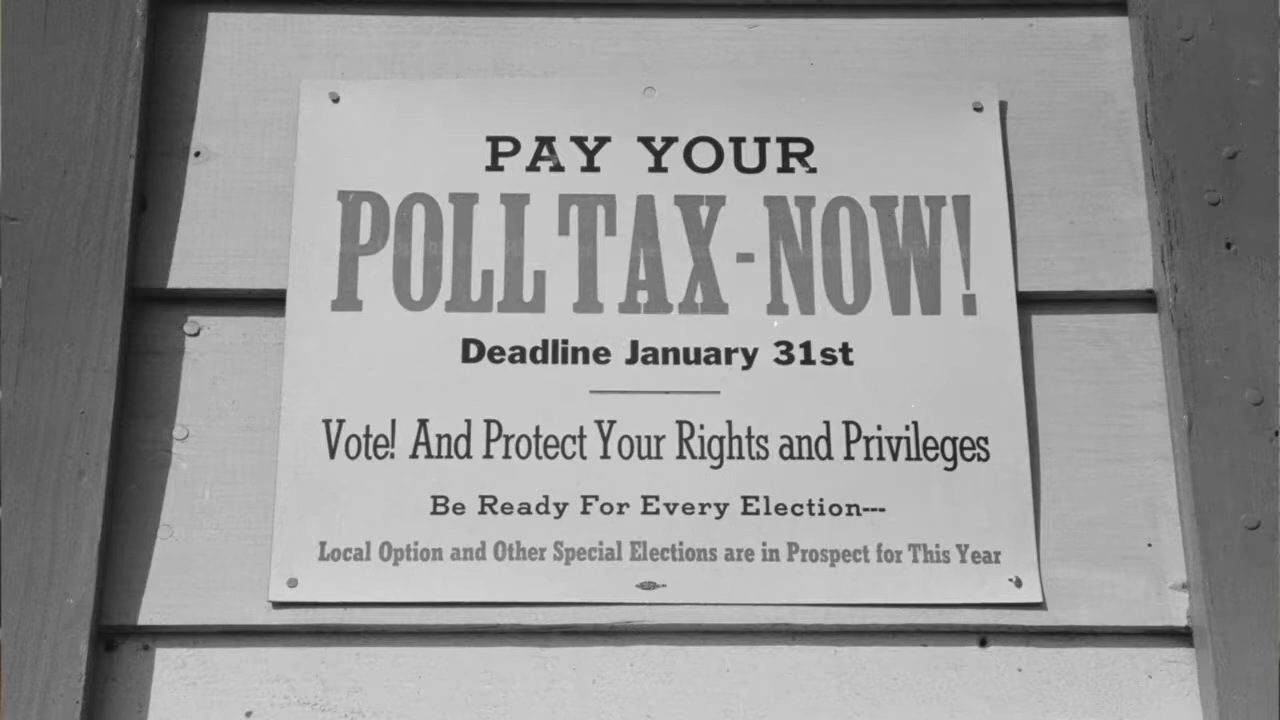 PAY YOUR
POLL TAX - NOW!
Deadline January 31st
Vote! And Protect Your Rights and Privileges
Be Ready For Every Election---
Local Option and Other Special Elections are in Prospect for This Year